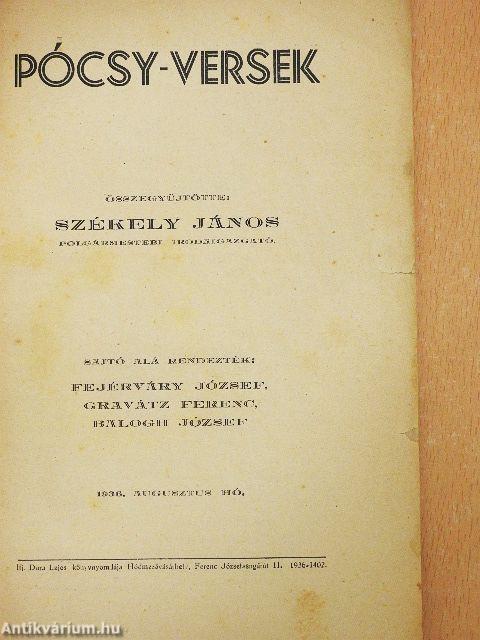 PÓCSY-VERSEK
ÖSSZEGYŰJTÖTTE:
SZÉKELY JÁNOS
POLGÁRMESTERI IRODAIGAZGATÓ.
SAJTÓ ALÁ RENDEZTÉK:
FEJÉRVÁRY JÓZSEF,
GRAVÁTZ FERENC,
BALOGH JÓZSEF
1936. AUGUSZTUS HÓ.
Ifj. Dura Lajos könyvnyomdája Hódmezővásárhely, Ferenc József-sugárút 11. 1936-1402.
Antikvárium.hu